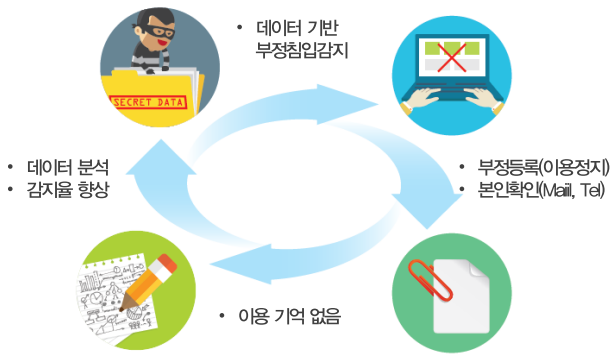 • 데이터 기반
부정침입감지
SECRET DATA
• 데이터 분석
• 감지율 향상
• 부정등록(이용정지)
• 본인확인(Maiil, Tel)
• 이용 기억 없음